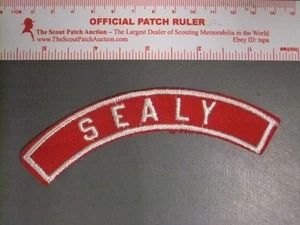 OFFICIAL PATCH RULER
The Scout Patch Auction – The Largest Dealer of Scouting Memorabilia in the World
www.TheScoutPatchAuction.com Ebay ID: tspa
SEALY